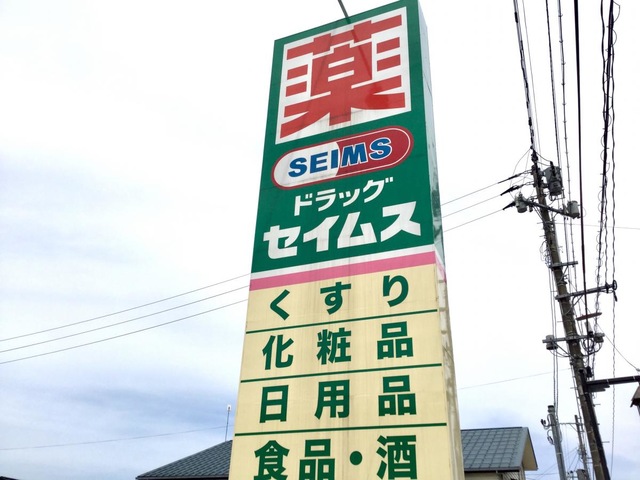 薬
SEIMS
ドラッグ
セイムス
くすり
化粧品
日用品
食品・酒